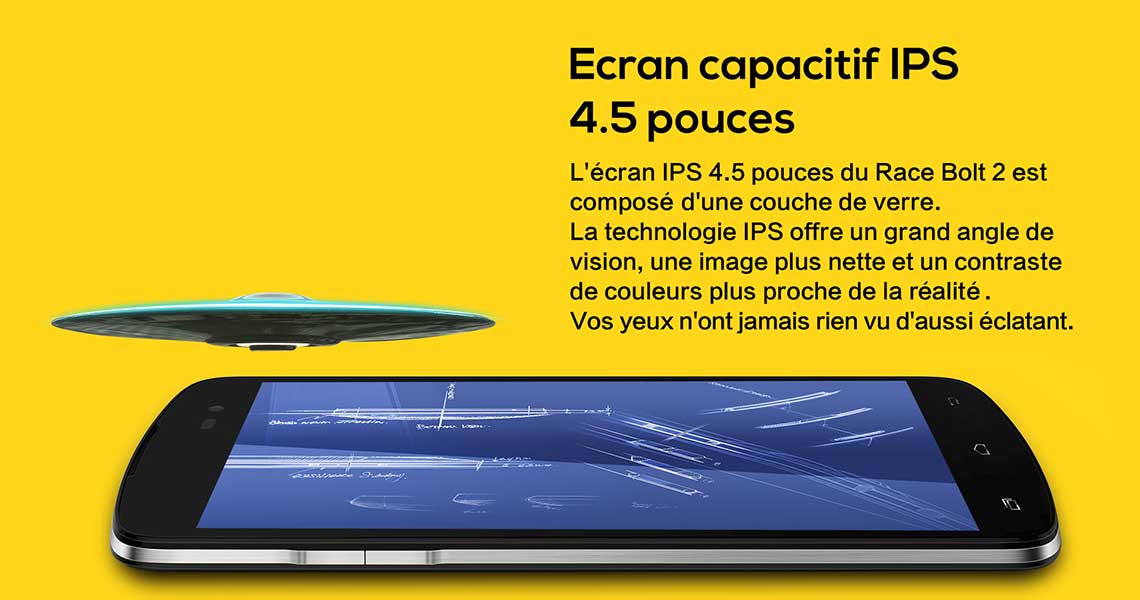 Ecran capacitif IPS
4.5 pouces
L'écran IPS 4.5 pouces du Race Bolt 2 est
composé d'une couche de verre.
La technologie IPS offre un grand angle de
vision, une image plus nette et un contraste
de couleurs plus proche de la réalité.
Vos yeux n'ont jamais rien vu d'aussi éclatant.